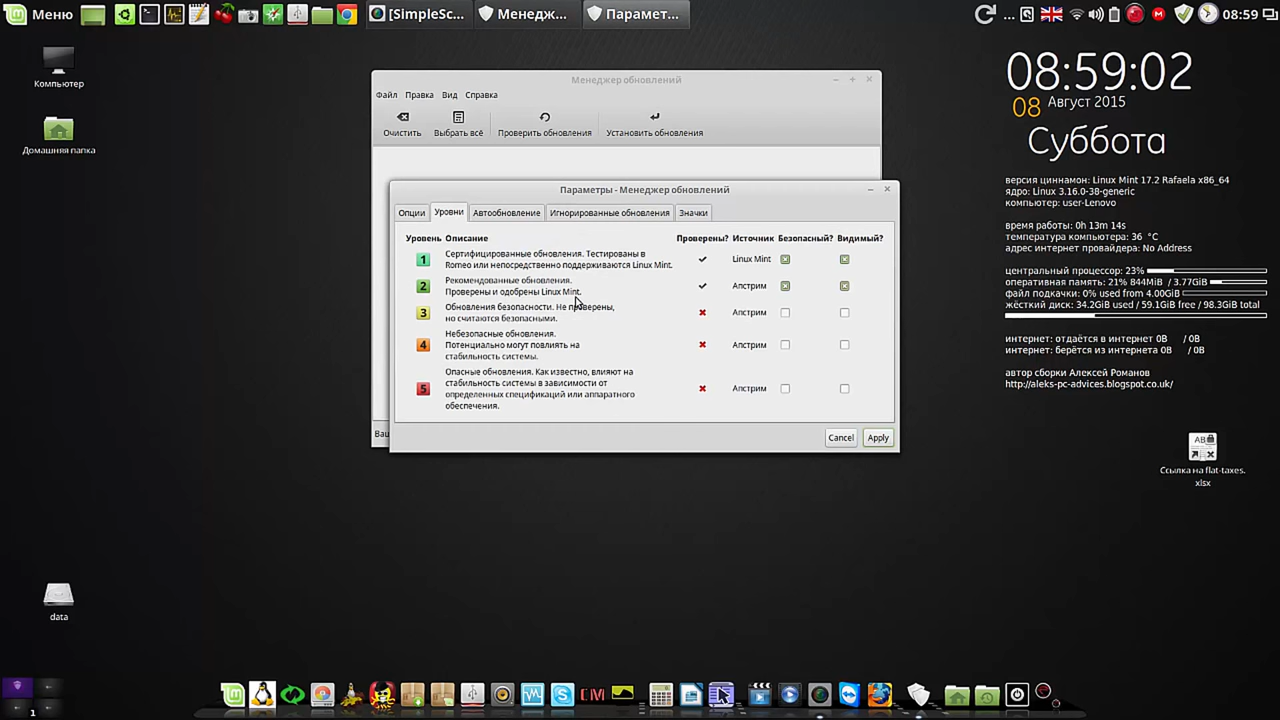 Меню
[SimpleSc...
Менедж...
Парамет...
...
08:59
Компьютер
Домашняя папка
data
08:59:02
08 Август 2015
Суббота
версия циннамон: Linux Mint 17.2 Rafaela x86_64
ядро: Linux 3.16.0-38-generic
компьютер: user-Lenovo
время работы: 0h 13m 14s
температура компьютера: 36 °C
адрес интернет провайдера: No Address
центральный процессор: 23%
оперативная память: 21% 844MiB / 3.77GiB
файл подкачки: 0% used from 4.00GiB
жёсткий диск: 34.2GiB used / 59.1GiB free / 98.3GiB total
интернет: отдаётся в интернет 0B / 0B
интернет: берётся из интернета 0B / 0B
автор сборки Алексей Романов
http://aleks-pc-advices.blogspot.co.uk/
AB
Ссылка на flat-taxes.
xlsx
Менеджер обновлений
Файл Правка Вид Справка
Очистить Выбрать всё Проверить обновления Установить обновления
Ваш
Параметры - Менеджер обновлений
Опции Уровни Автообновление Игнорированные обновления Значки
Уровень Описание Проверены? Источник Безопасный? Видимый?
1 Сертифицированные обновления. Тестированы в
Romeo или непосредственно поддерживаются Linux Mint. Linux Mint
2 Рекомендованные обновления.
Проверены и одобрены Linux Mint. Апстрим
3 Обновления безопасности. Не проверены,
но считаются безопасными. Апстрим
4 Небезопасные обновления.
Потенциально могут повлиять на
стабильность системы. Апстрим
5 Опасные обновления. Как известно, влияют на
стабильность системы в зависимости от
определенных спецификаций или аппаратного
обеспечения. Апстрим
Cancel Apply
1